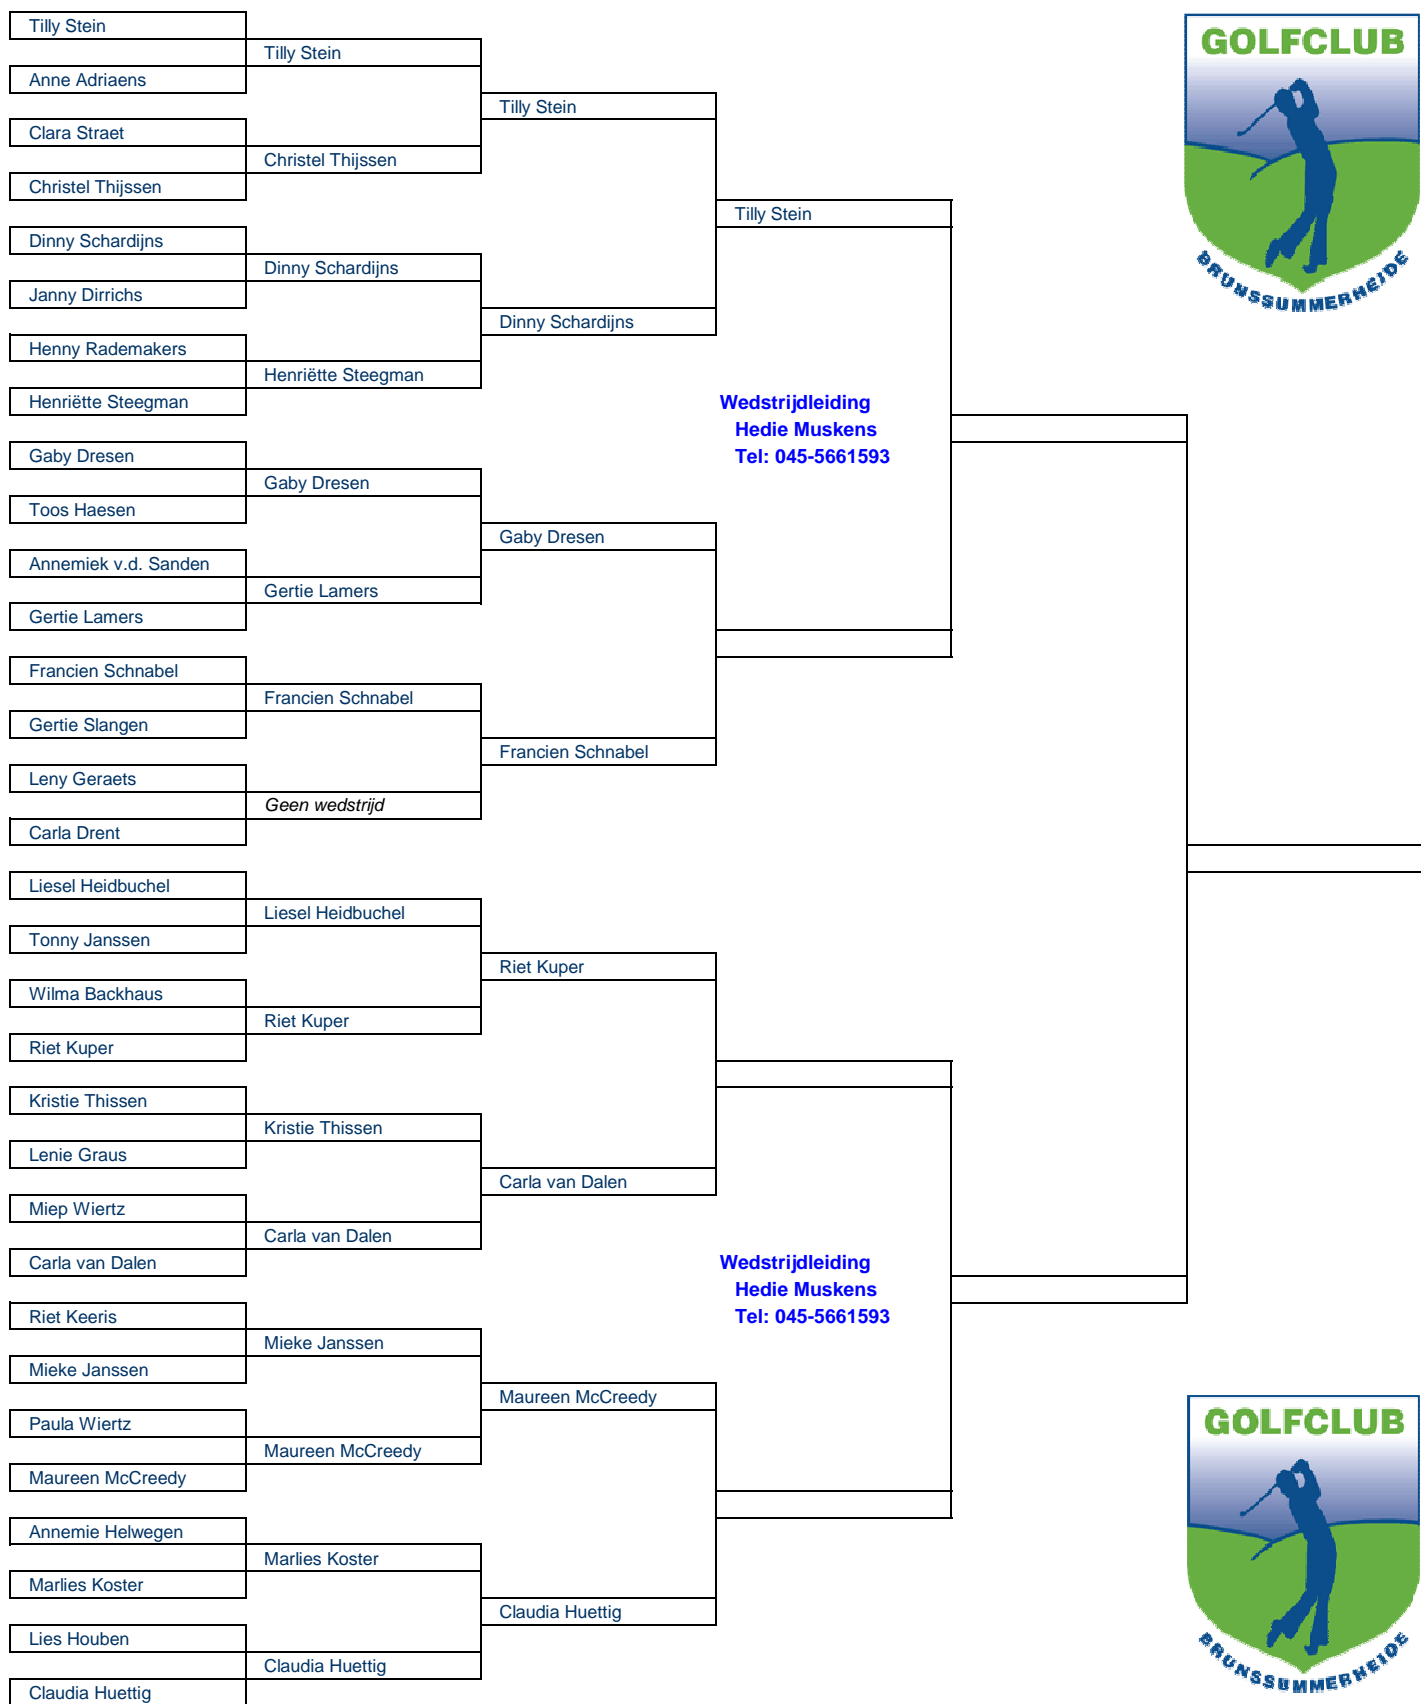 Tilly Stein
Anne Adriaens
Clara Straet
Christel Thijssen
Dinny Schardijns
Janny Dirrichs
Henny Rademakers
Henriëtte Steegman
Gaby Dresen
Toos Haesen
Annemiek v.d. Sanden
Gertie Lamers
Francien Schnabel
Gertie Slangen
Leny Geraets
Carla Drent
Liesel Heidbuchel
Tonny Janssen
Wilma Backhaus
Riet Kuper
Kristie Thissen
Lenie Graus
Miep Wiertz
Carla van Dalen
Riet Keeris
Mieke Janssen
Paula Wiertz
Maureen McCreedy
Annemie Helwegen
Marlies Koster
Lies Houben
Claudia Huettig
Tilly Stein
Christel Thijssen
Dinny Schardijns
Henriëtte Steegman
Gaby Dresen
Gertie Lamers
Francien Schnabel
Geen wedstrijd
Liesel Heidbuchel
Riet Kuper
Kristie Thissen
Carla van Dalen
Mieke Janssen
Maureen McCreedy
Marlies Koster
Claudia Huettig
Tilly Stein
Dinny Schardijns
Gaby Dresen
Francien Schnabel
Riet Kuper
Carla van Dalen
Maureen McCreedy
Claudia Huettig
Tilly Stein
Wedstrijdleiding
Hedie Muskens
Tel: 045-5661593
Wedstrijdleiding
Hedie Muskens
Tel: 045-5661593
GOLFCLUB
BRUNSSUMMERHEIDE
GOLFCLUB
BRUNSSUMMERHEIDE